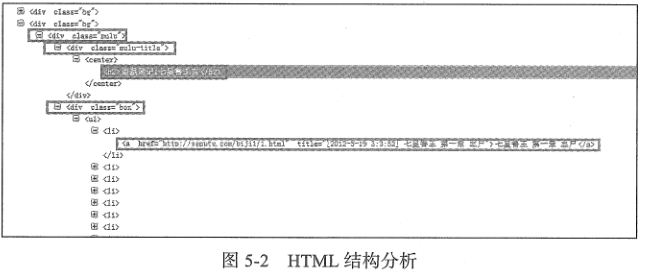 <div class="bg">
<div class="bg">
<div class="mulu">
<div class="mulu-title">
<center>
</center>
</div>
<div class="box">
<ul>
<li>
<a href="http://seputu.com/biji1/1.html" title="[2012-5-19 3:3:52] 七星鲁王 第一章 血尸">七星鲁王 第一章 血尸</a>
</li>
<li>
<li>
<li>
<li>
<li>
<li>
图 5-2 HTML 结构分析